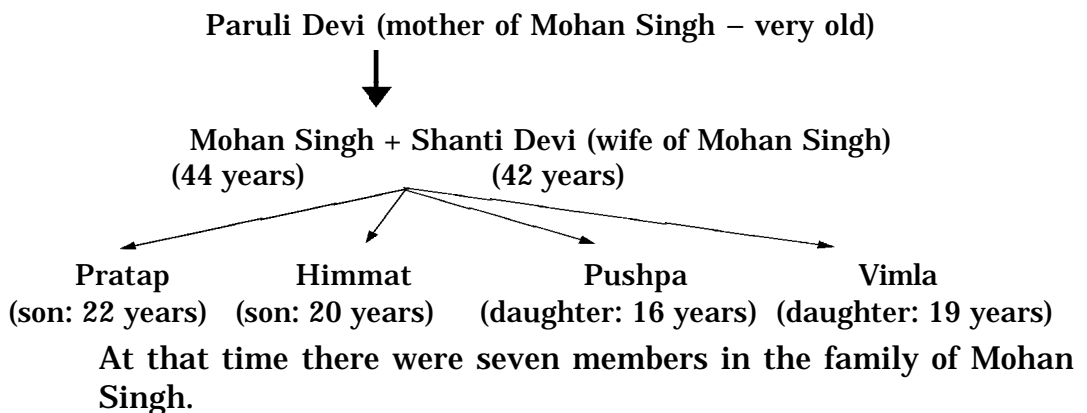 Paruli Devi (mother of Mohan Singh – very old)
Mohan Singh + Shanti Devi (wife of Mohan Singh)
(44 years) (42 years)
Pratap Himmat Pushpa Vimla
(son: 22 years) (son: 20 years) (daughter: 16 years) (daughter: 19 years)
At that time there were seven members in the family of Mohan
Singh.